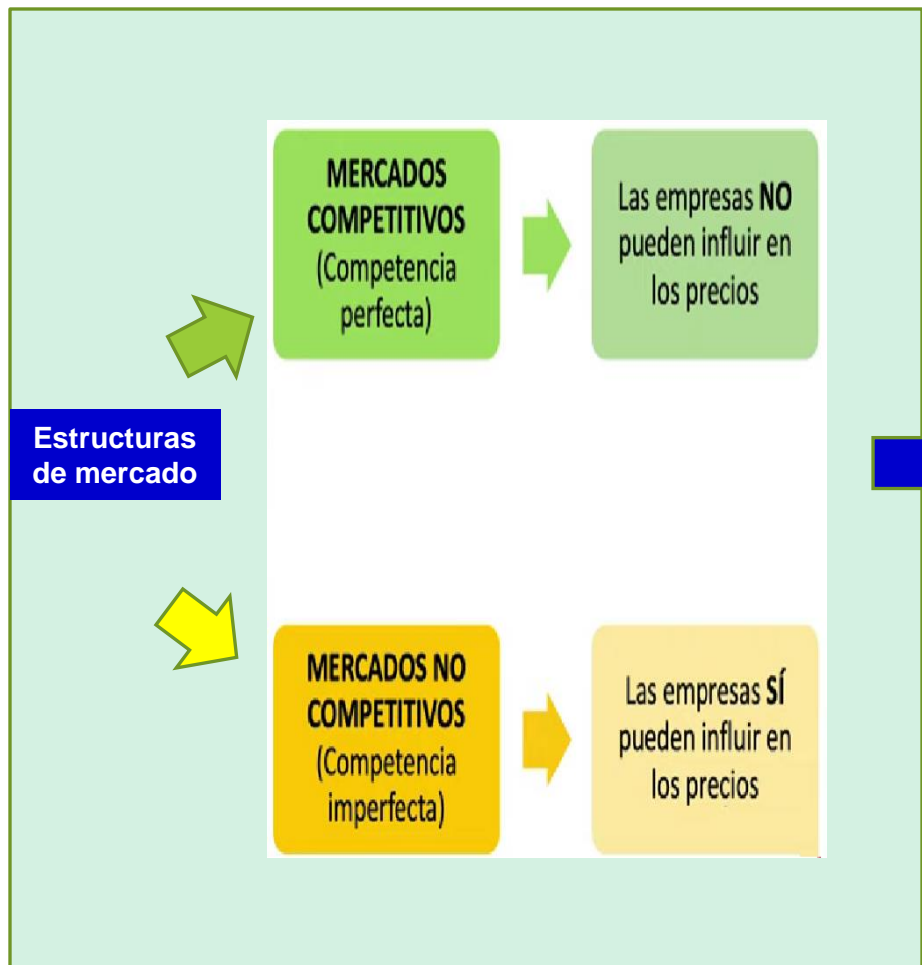 MERCADOS
COMPETITIVOS
(Competencia
perfecta)
Las empresas NO
pueden influir en
los precios
Estructuras
de mercado
MERCADOS NO
COMPETITIVOS
(Competencia
imperfecta)
Las empresas SÍ
pueden influir en
los precios